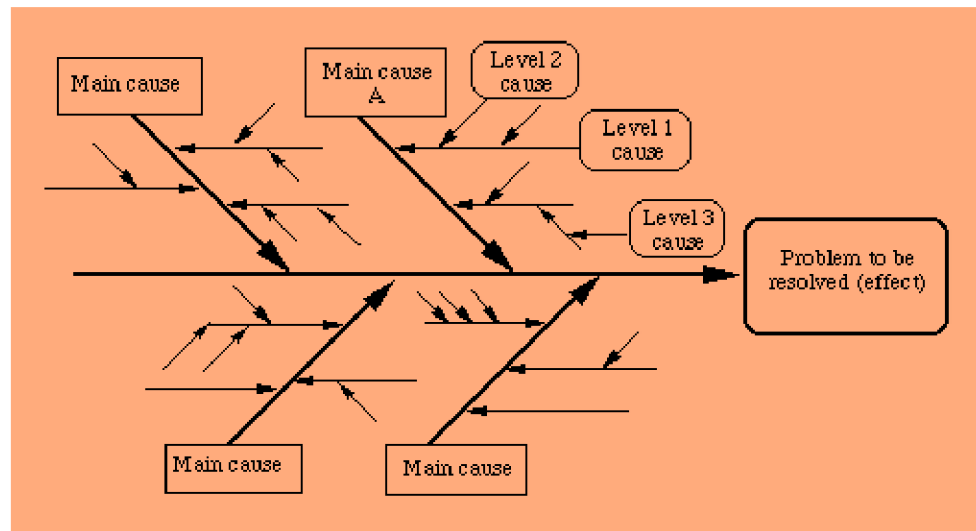 Main cause
Main cause
A
Level 2
cause
Level 1
cause
Level 3
cause
Problem to be
resolved (effect)
Main cause
Main cause